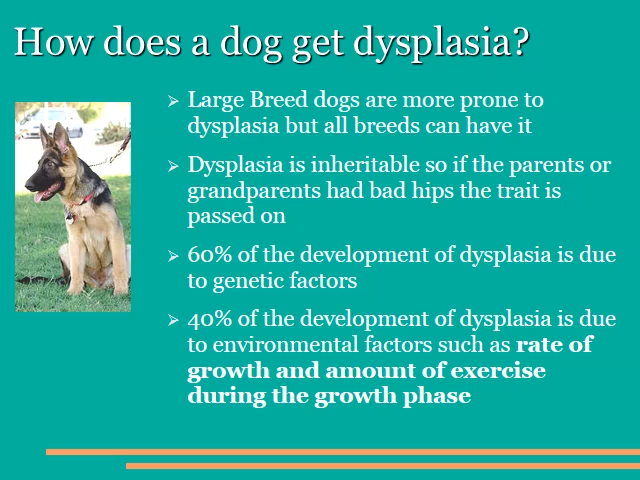 How does a dog get dysplasia?
➢ Large Breed dogs are more prone to
dysplasia but all breeds can have it
➢ Dysplasia is inheritable so if the parents or
grandparents had bad hips the trait is
passed on
➢ 60% of the development of dysplasia is due
to genetic factors
➢ 40% of the development of dysplasia is due
to environmental factors such as rate of
growth and amount of exercise
during the growth phase